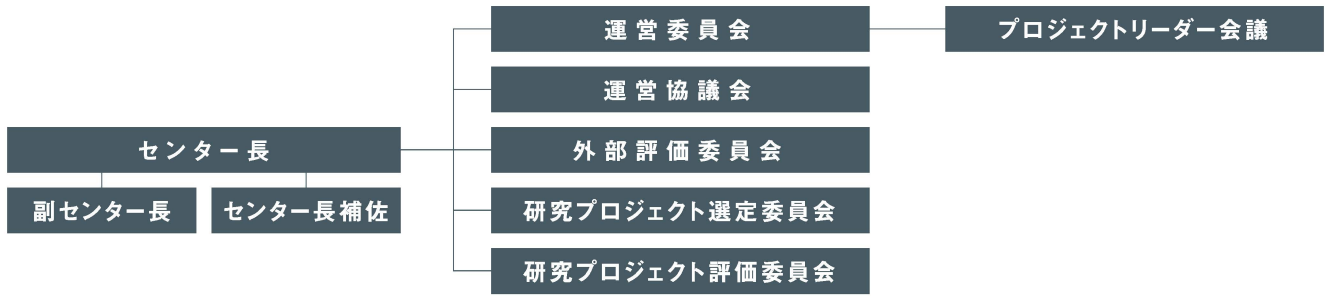 運営委員会
プロジェクトリーダー会議
運営協議会
センター長
外部評価委員会
副センター長
センター長補佐
研究プロジェクト選定委員会
研究プロジェクト評価委員会